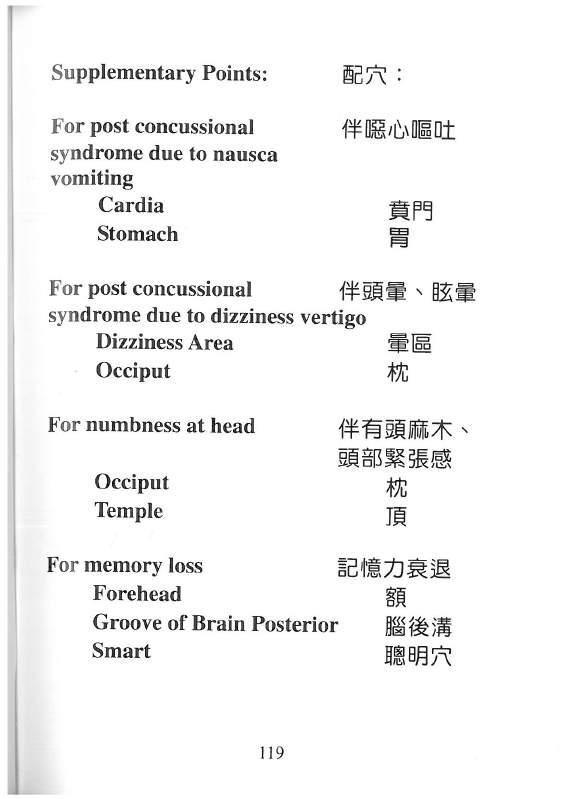 Supplementary Points: 配穴：
For post concussional 伴噁心嘔吐
syndrome due to nausca
vomiting
Cardia 賁門
Stomach 胃
For post concussional 伴頭暈、眩暈
syndrome due to dizziness vertigo
Dizziness Area 暈區
Occiput 枕
For numbness at head 伴有頭麻木、
頭部緊張感
Occiput 枕
Temple 頂
For memory loss 記憶力衰退
Forehead 額
Groove of Brain Posterior 腦後溝
Smart 聰明穴
119